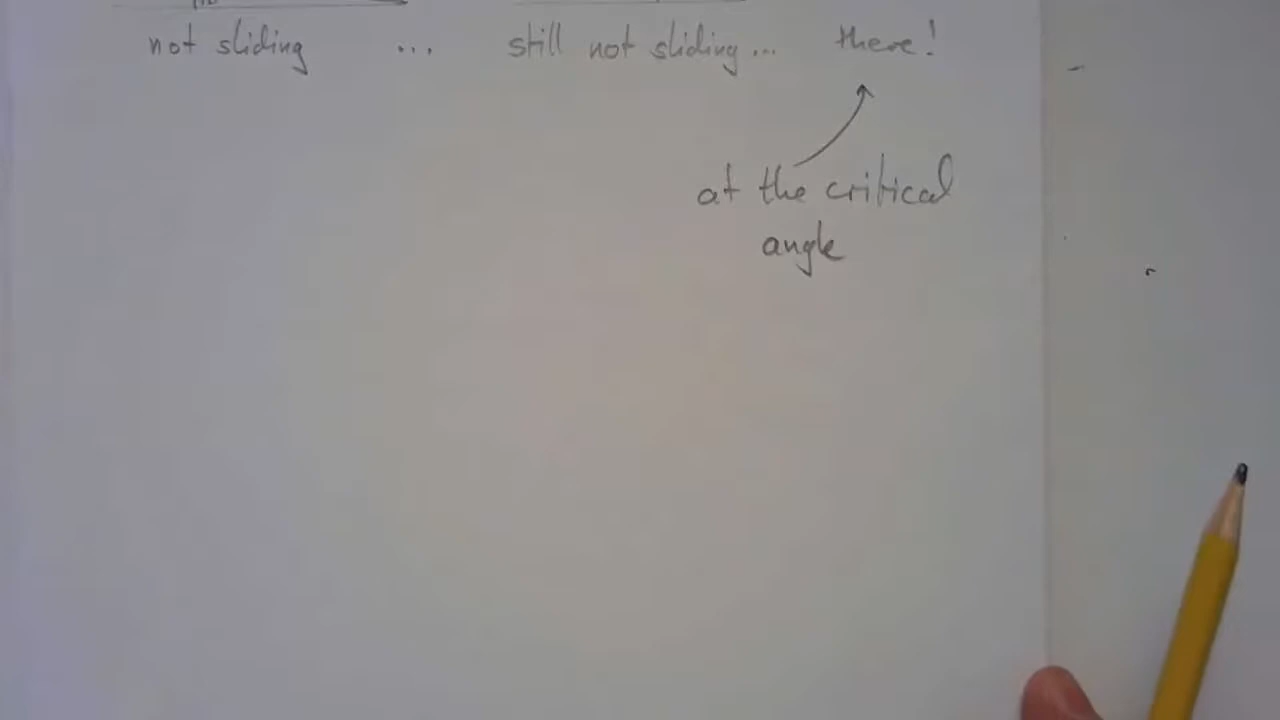 not sliding ... still not sliding... there!
at the critical
angle